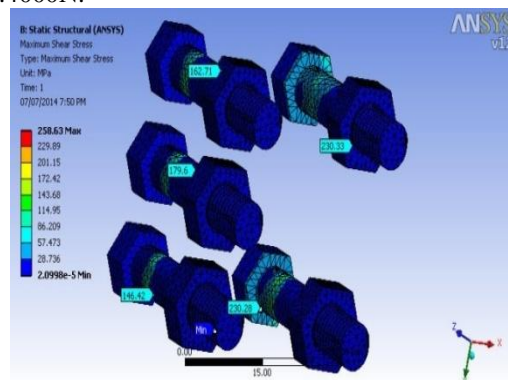 B: Static Structural (ANSYS)
Maximum Shear Stress
Type: Maximum Shear Stress
Unit: MPa
Time: 1
07/07/2014 7:50 PM
258.63 Max
229.89
201.15
172.42
143.68
114.95
86.209
57.473
28.736
2.0998e-5 Min
ANSYS
162.71
230.33
179.6
146.42
230.28
Min
0.00
15.00
Z
X